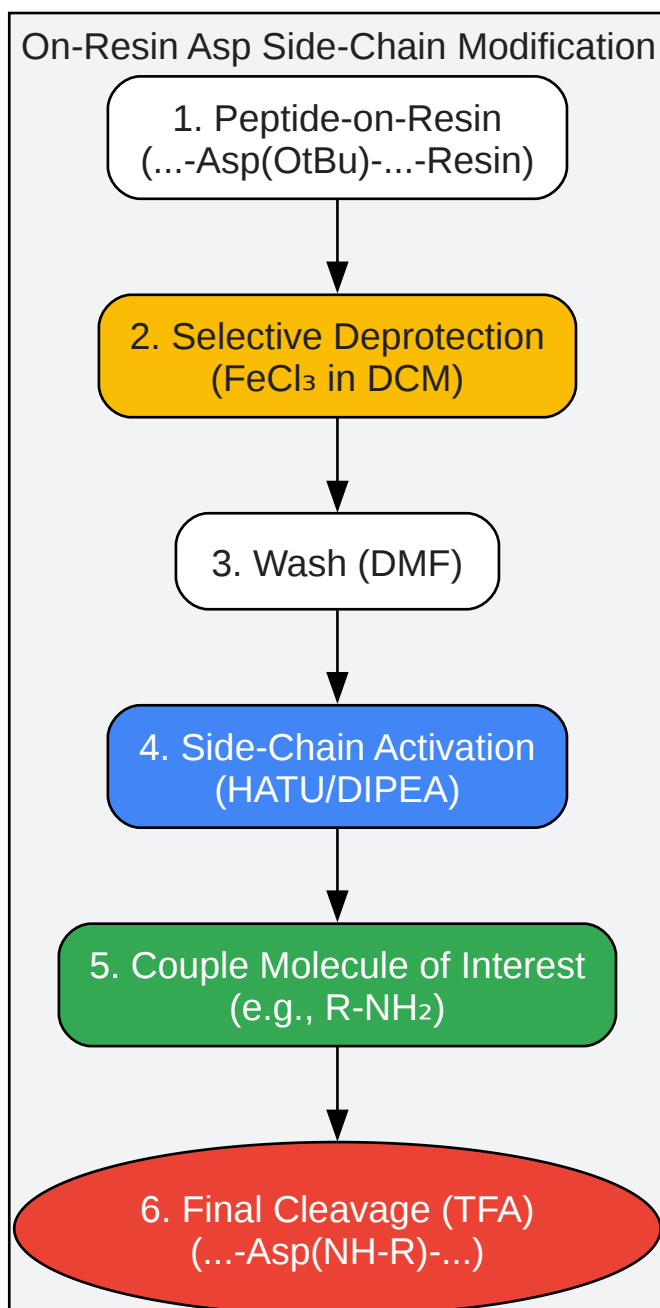 On-Resin Asp Side-Chain Modification
1. Peptide-on-Resin
(...-Asp(OtBu)-...-Resin)
2. Selective Deprotection
(FeCl₃ in DCM)
3. Wash (DMF)
4. Side-Chain Activation
(HATU/DIPEA)
5. Couple Molecule of Interest
(e.g., R-NH₂)
6. Final Cleavage (TFA)
(...-Asp(NH-R)-...)